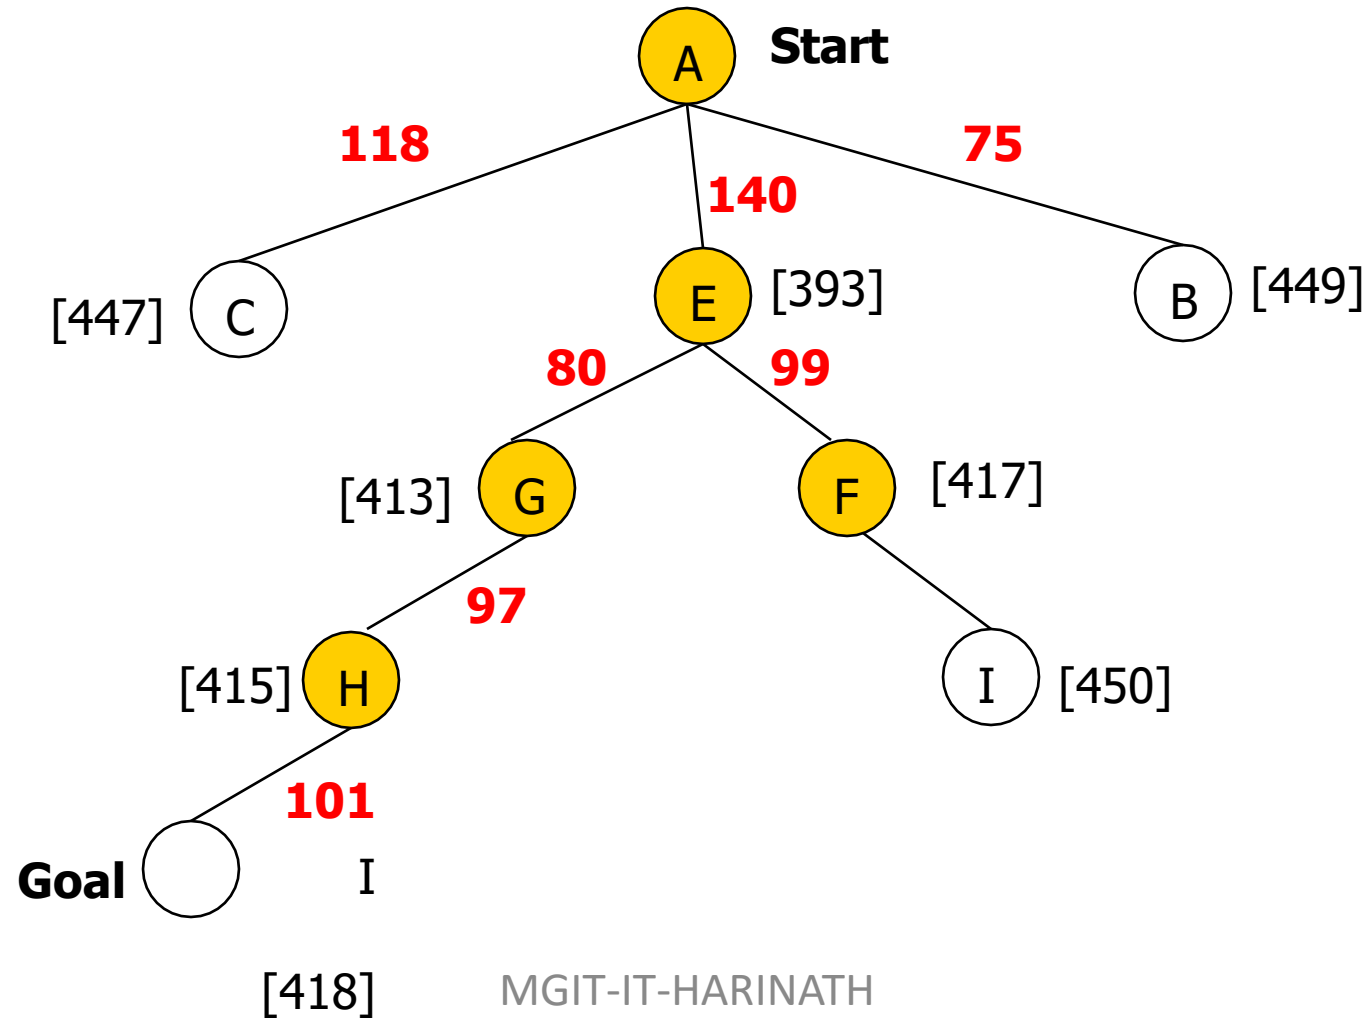 A Start
118 75
140
[447] C E [393] B [449]
80 99
[413] G F [417]
97
[415] H I [450]
101
Goal I
[418] MGIT-IT-HARINATH